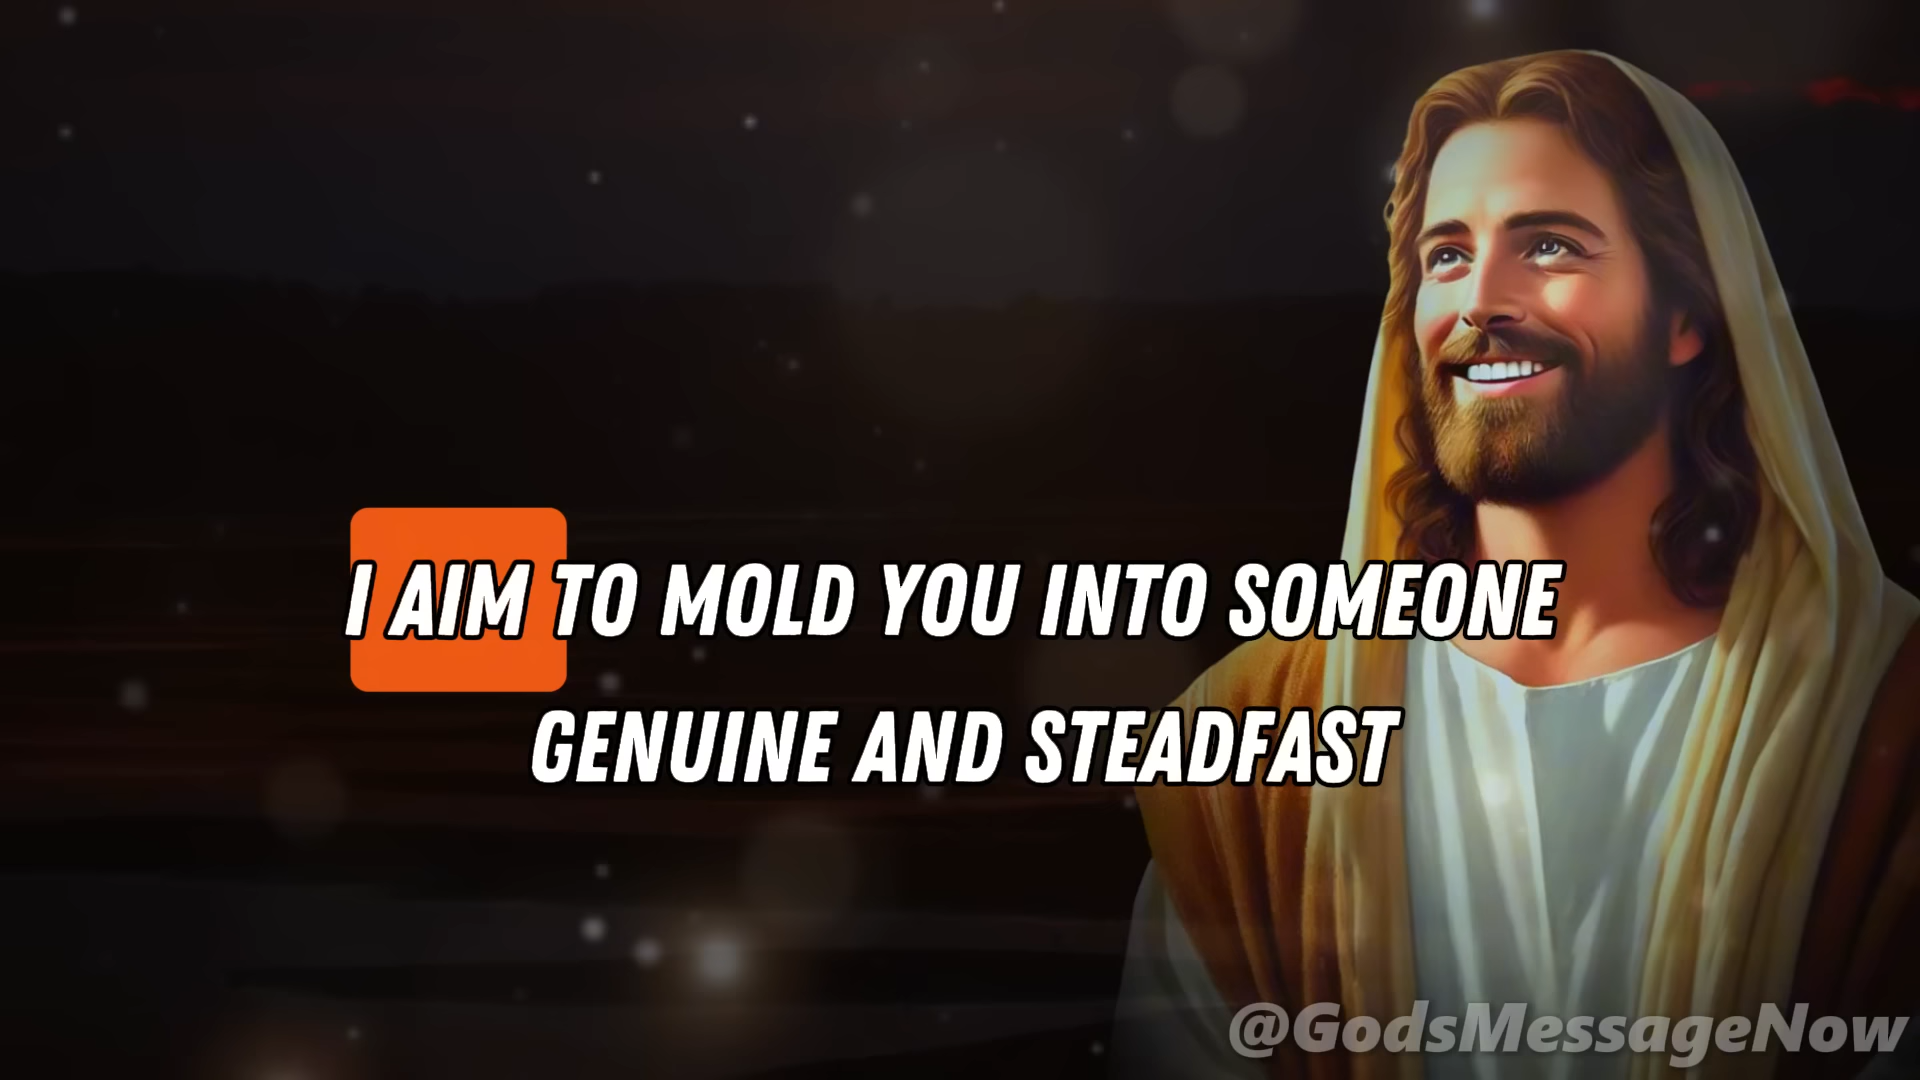 I AIM TO MOLD YOU INTO SOMEONE
GENUINE AND STEADFAST
@GodsMessageNow